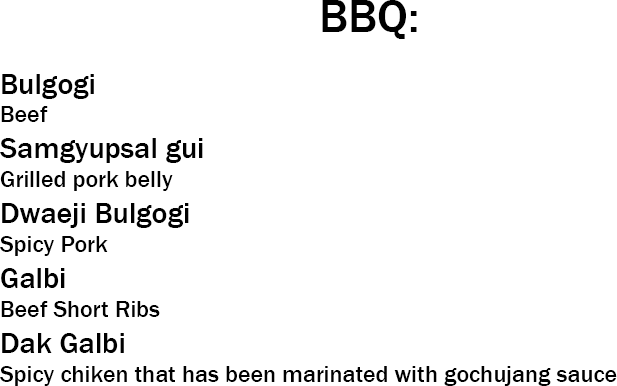 BBQ:
Bulgogi
Beef
Samgyupsal gui
Grilled pork belly
Dwaeji Bulgogi
Spicy Pork
Galbi
Beef Short Ribs
Dak Galbi
Spicy chiken that has been marinated with gochujang sauce